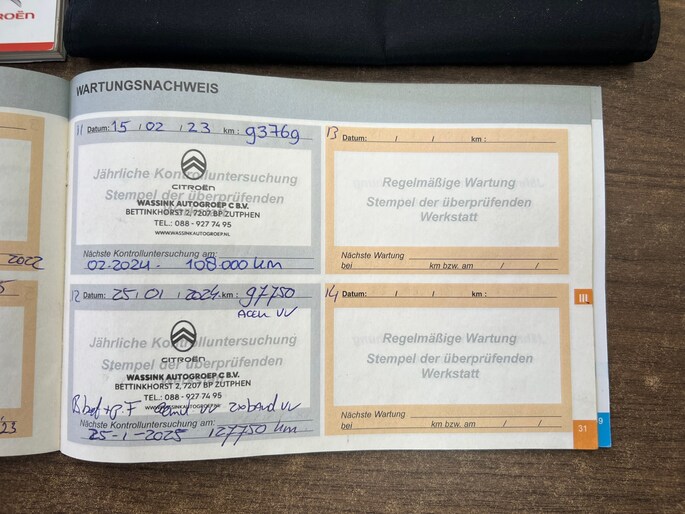 ROËN
WARTUNGSNACHWEIS
11 Datum: 15 / 02 / 23 km: 93769
Jährliche Kontrolluntersuchung
Stempel der überprüfenden
CITROËN
WASSINK AUTOGROEP C B.V.
BETTINKHORST 2, 7207 BP ZUTPHEN
TEL.: 088 - 927 74 95
WWW.WASSINKAUTOGROEP.NL
Nächste Kontrolluntersuchung am:
02-2024 - 108 000 km
12 Datum: 25 / 01 / 2024 km: 97750
Accu VV
Jährliche Kontrolluntersuchung
Stempel der überprüfenden
CITROËN
WASSINK AUTOGROEP C B.V.
BETTINKHORST 2, 7207 BP ZUTPHEN
TEL.: 088 - 927 74 95
Nächste Kontrolluntersuchung am:
25-1-2025 127750 km
13 Datum: / / km:
Regelmäßige Wartung
Stempel der überprüfenden
Werkstatt
Nächste Wartung
bei km bzw. am / /
14 Datum: / / km:
Regelmäßige Wartung
Stempel der überprüfenden
Werkstatt
Nächste Wartung
bei km bzw. am / /
III
31
9
2022
5
23